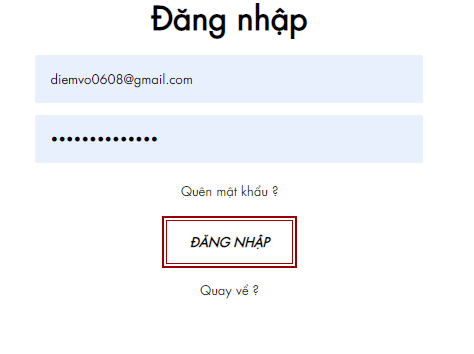 Đăng nhập
diemvo0608@gmail.com
••••••••••••••
Quên mật khẩu ?
ĐĂNG NHẬP
Quay về ?